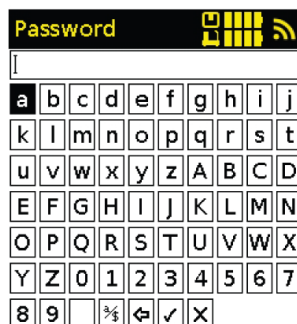 Password
a b c d e f g h i j
k l m n o p q r s t
u v w x y z A B C D
E F G H I J K L M N
O P Q R S T U V W X
Y Z 0 1 2 3 4 5 6 7
8 9 ⅍ ⇦ ✓ X